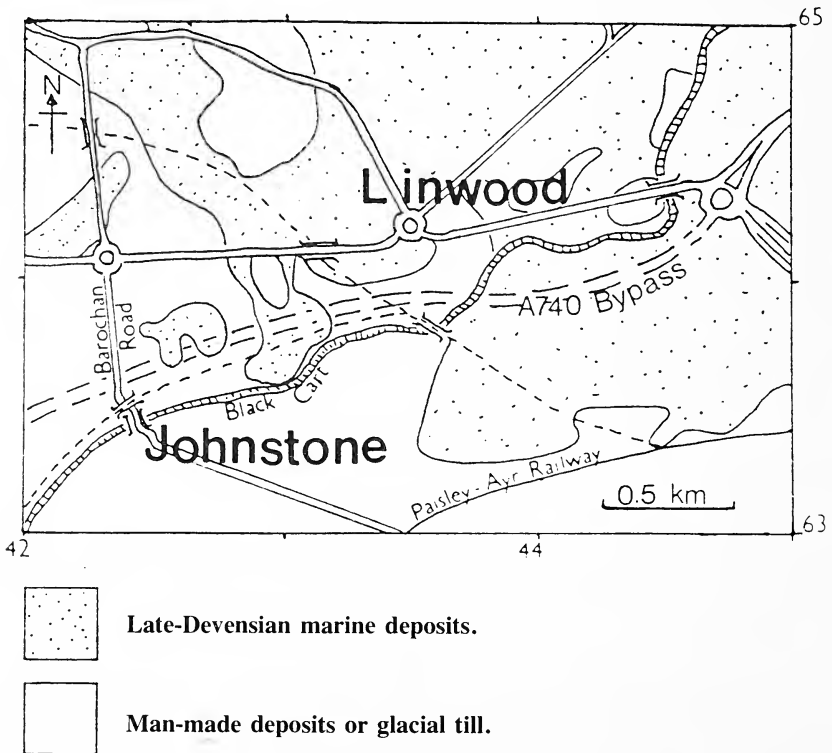 65
N
Linwood
A740 Bypass
Barochan
Road
Black Cart
Johnstone
Paisley-Ayr Railway
0.5 km
42
44
63
Late-Devensian marine deposits.
Man-made deposits or glacial till.